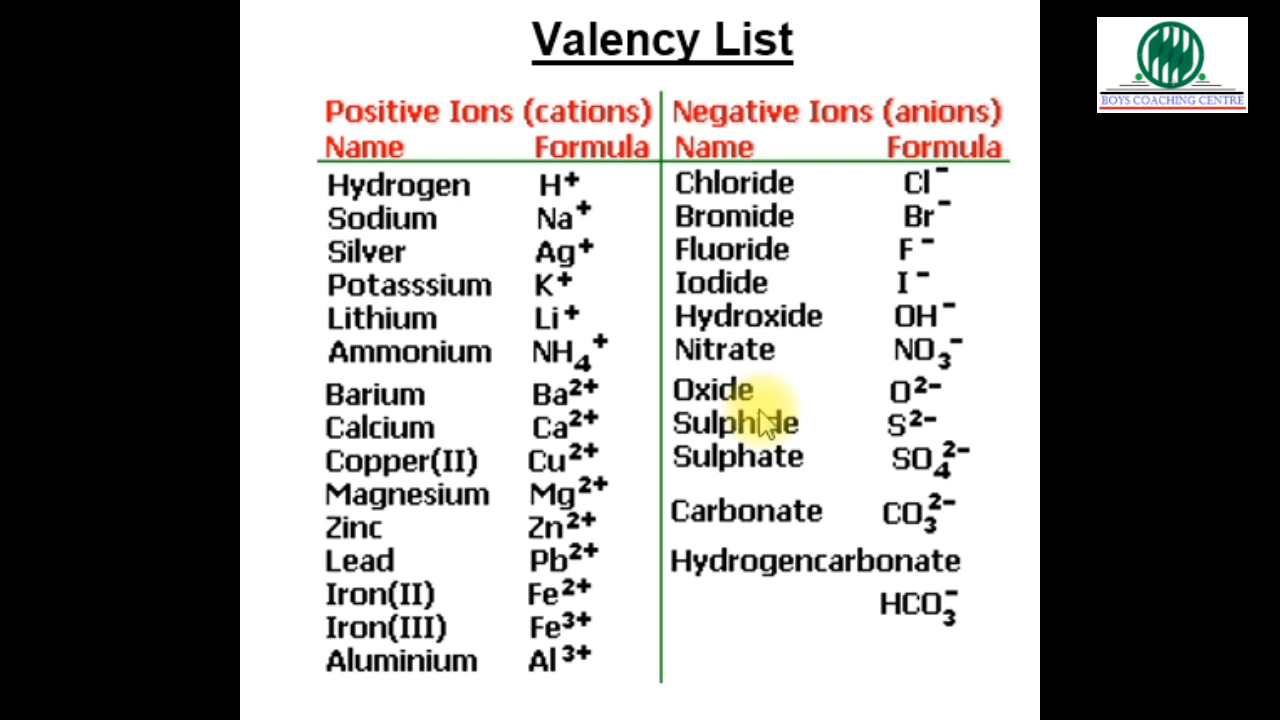 Valency List
BOYS COACHING CENTRE
Positive Ions (cations) Negative Ions (anions)
Name Formula Name Formula
Hydrogen H⁺ Chloride Cl⁻
Sodium Na⁺ Bromide Br⁻
Silver Ag⁺ Fluoride F⁻
Potasssium K⁺ Iodide I⁻
Lithium Li⁺ Hydroxide OH⁻
Ammonium NH₄⁺ Nitrate NO₃⁻
Barium Ba²⁺ Oxide O²⁻
Calcium Ca²⁺ Sulphide S²⁻
Copper(II) Cu²⁺ Sulphate SO₄²⁻
Magnesium Mg²⁺
Zinc Zn²⁺ Carbonate CO₃²⁻
Lead Pb²⁺ Hydrogencarbonate
Iron(II) Fe²⁺ HCO₃⁻
Iron(III) Fe³⁺
Aluminium Al³⁺